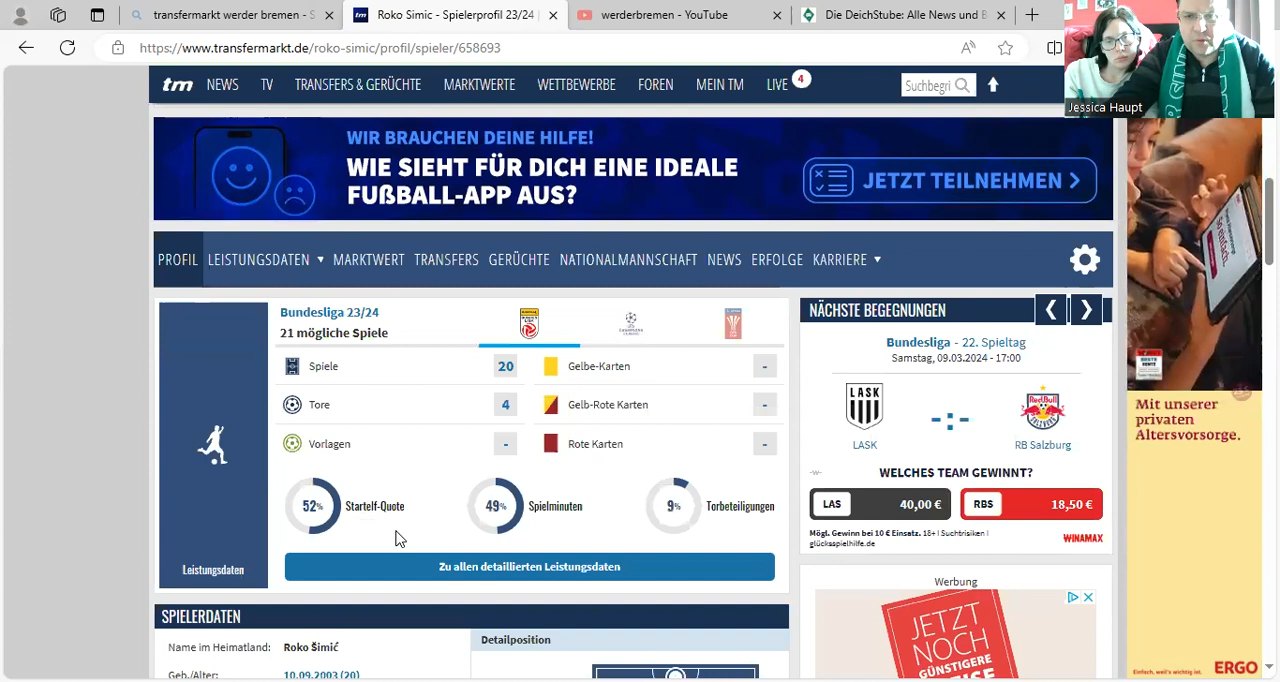 transfermarkt werder bremen - S
Roko Simic - Spielerprofil 23/24
werderbremen - YouTube
Die DeichStube: Alle News und B
https://www.transfermarkt.de/roko-simic/profil/spieler/658693
Jessica Haupt
tm NEWS TV TRANSFERS & GERÜCHTE MARKTWERTE WETTBEWERBE FOREN MEIN TM LIVE 4 Suchbegri
WIR BRAUCHEN DEINE HILFE!
WIE SIEHT FÜR DICH EINE IDEALE
FUßBALL-APP AUS?
JETZT TEILNEHMEN
PROFIL LEISTUNGSDATEN MARKTWERT TRANSFERS GERÜCHTE NATIONALMANNSCHAFT NEWS ERFOLGE KARRIERE
Bundesliga 23/24
21 mögliche Spiele
Spiele 20 Gelbe-Karten -
Tore 4 Gelb-Rote Karten -
Vorlagen - Rote Karten -
52% Startelf-Quote 49% Spielminuten 9% Torbeteiligungen
Zu allen detaillierten Leistungsdaten
Leistungsdaten
SPIELERDATEN
Name im Heimatland: Roko Šimić
Geb./Alter: 10.09.2003 (20)
Detailposition
NÄCHSTE BEGEGNUNGEN
Bundesliga - 22. Spieltag
Samstag, 09.03.2024 - 17:00
LASK
-:-
LASK RB Salzburg
WELCHES TEAM GEWINNT?
LAS 40,00 € RBS 18,50 €
Mögl. Gewinn bei 10 € Einsatz. 18+ | Suchtrisiken |
glücksspielhilfe.de
WINAMAX
Werbung
JETZT
NOCH
GÜNSTIGERE
Mit unserer
privaten
Altersvorsorge.
Einfach, weil's wichtig ist.
ERGO